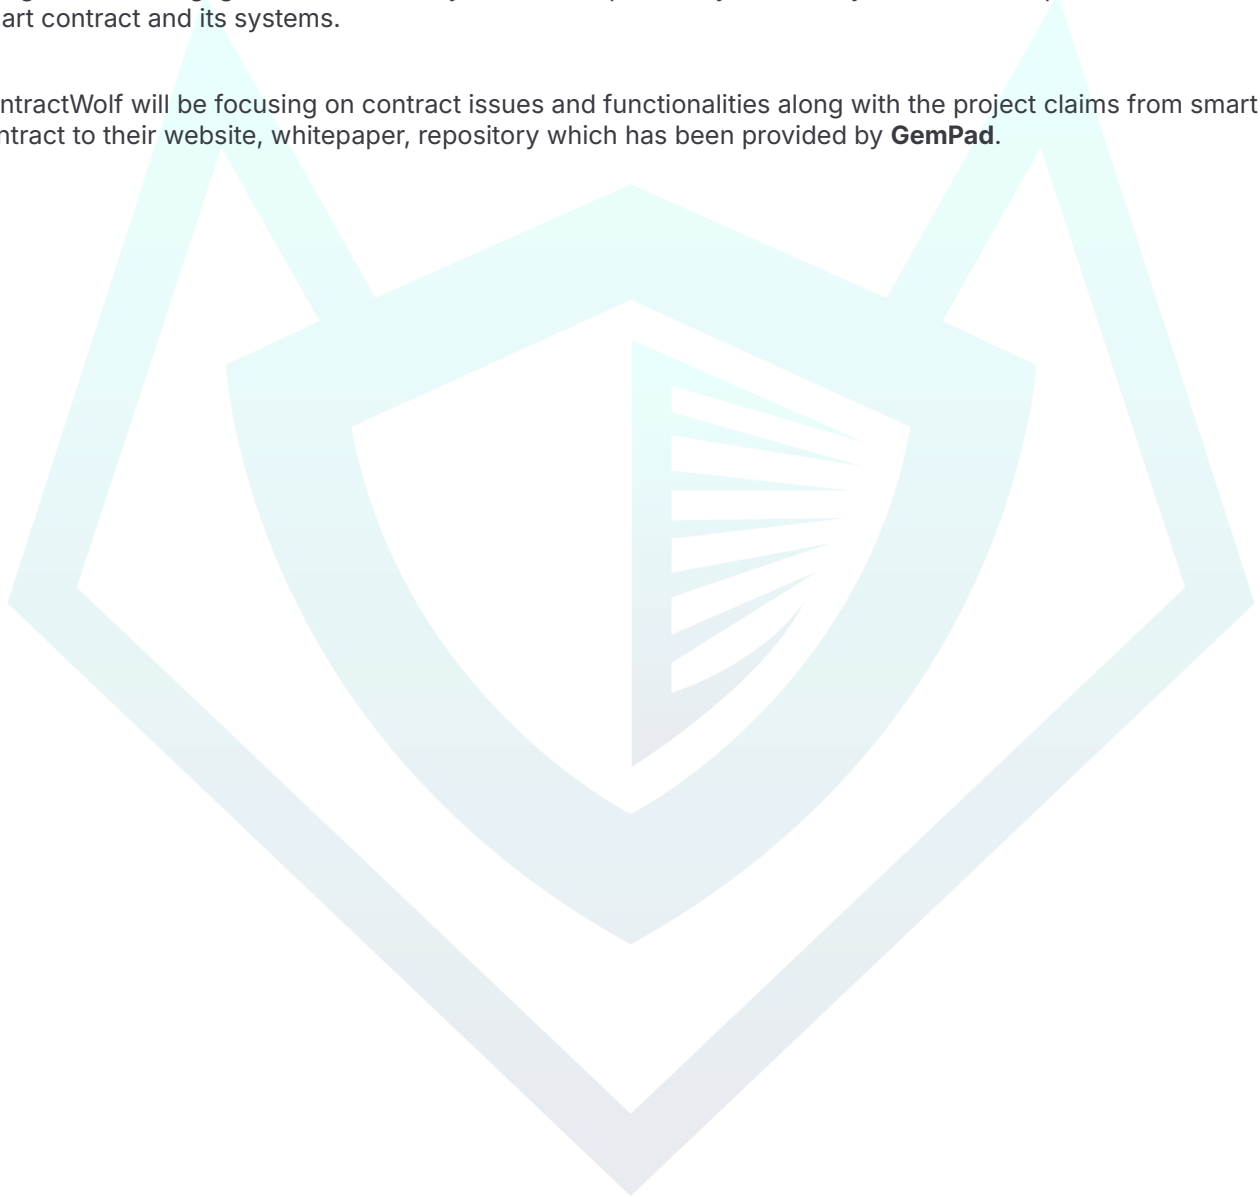 art contract and its systems.
ntractWolf will be focusing on contract issues and functionalities along with the project claims from smart
ntract to their website, whitepaper, repository which has been provided by GemPad.